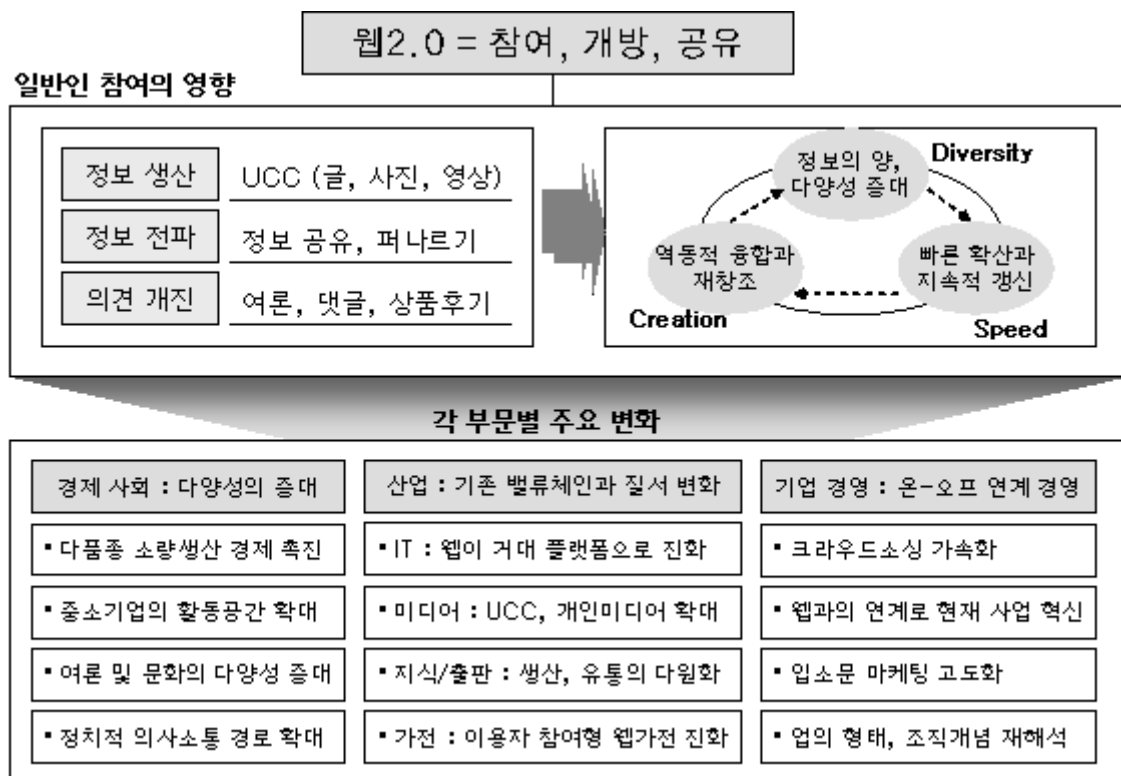 웹2.0 = 참여, 개방, 공유
일반인 참여의 영향
정보 생산 UCC (글, 사진, 영상)
정보 전파 정보 공유, 퍼나르기
의견 개진 여론, 댓글, 상품후기
정보의 양,
다양성 증대
Diversity
역동적 융합과
재창조
Creation
빠른 확산과
지속적 갱신
Speed
각 부문별 주요 변화
경제 사회 : 다양성의 증대
▪ 다품종 소량생산 경제 촉진
▪ 중소기업의 활동공간 확대
▪ 여론 및 문화의 다양성 증대
▪ 정치적 의사소통 경로 확대
산업 : 기존 밸류체인과 질서 변화
▪ IT : 웹이 거대 플랫폼으로 진화
▪ 미디어 : UCC, 개인미디어 확대
▪ 지식/출판 : 생산, 유통의 다원화
▪ 가전 : 이용자 참여형 웹가전 진화
기업 경영 : 온-오프 연계 경영
▪ 크라우드소싱 가속화
▪ 웹과의 연계로 현재 사업 혁신
▪ 입소문 마케팅 고도화
▪ 업의 형태, 조직개념 재해석